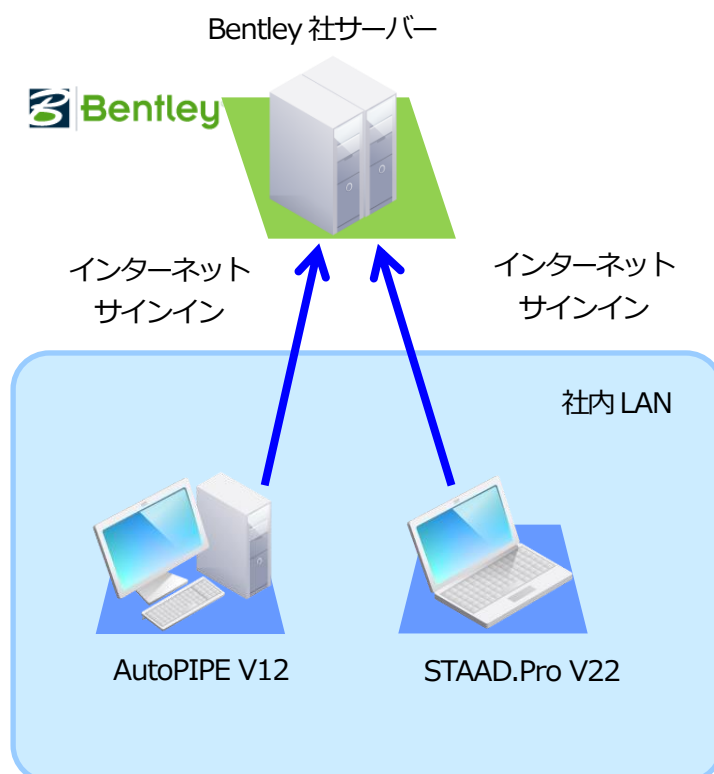 Bentley 社サーバー
Bentley
インターネット
サインイン
インターネット
サインイン
社内 LAN
AutoPIPE V12
STAAD.Pro V22